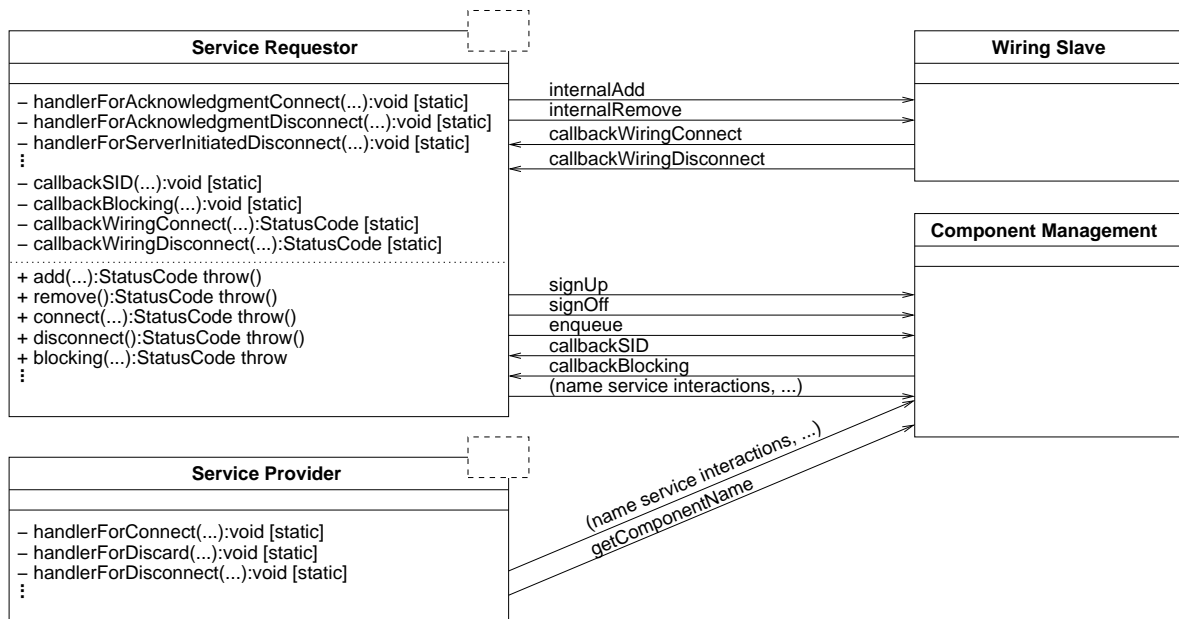 Service Requestor
– handlerForAcknowledgmentConnect(...):void [static]
– handlerForAcknowledgmentDisconnect(...):void [static]
– handlerForServerInitiatedDisconnect(...):void [static]
⋮
– callbackSID(...):void [static]
– callbackBlocking(...):void [static]
– callbackWiringConnect(...):StatusCode [static]
– callbackWiringDisconnect(...):StatusCode [static]
+ add(...):StatusCode throw()
+ remove():StatusCode throw()
+ connect(...):StatusCode throw()
+ disconnect():StatusCode throw()
+ blocking(...):StatusCode throw
⋮
internalAdd
internalRemove
callbackWiringConnect
callbackWiringDisconnect
Wiring Slave
signUp
signOff
enqueue
callbackSID
callbackBlocking
(name service interactions, ...)
Component Management
Service Provider
– handlerForConnect(...):void [static]
– handlerForDiscard(...):void [static]
– handlerForDisconnect(...):void [static]
⋮
(name service interactions, ...)
getComponentName